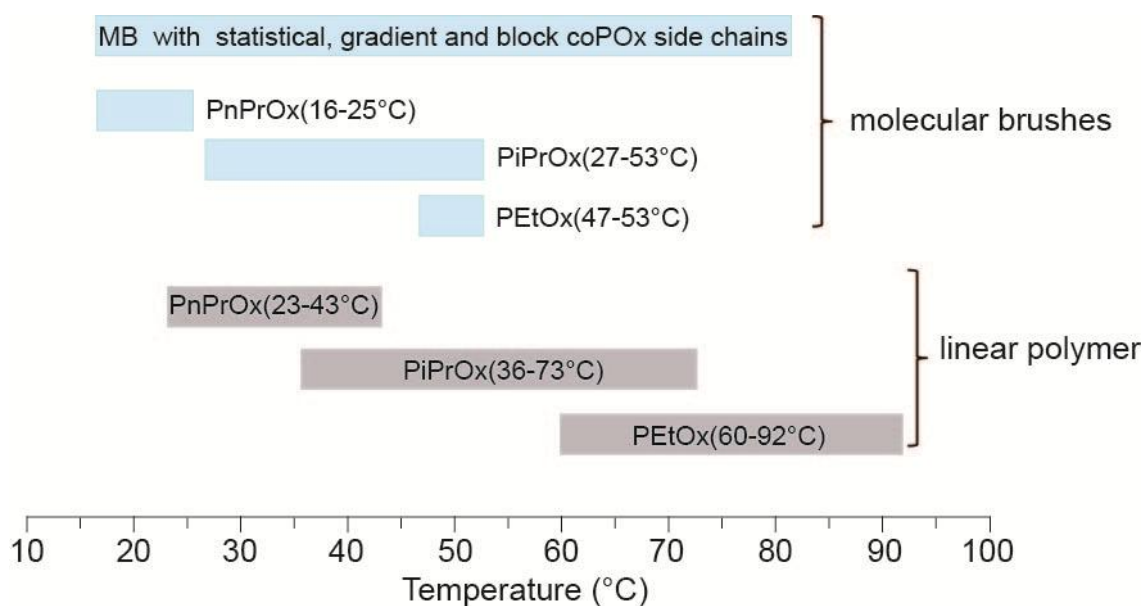 MB with statistical, gradient and block coPOx side chains
PnPrOx(16-25°C)
molecular brushes
PiPrOx(27-53°C)
PEtOx(47-53°C)
PnPrOx(23-43°C)
linear polymer
PiPrOx(36-73°C)
PEtOx(60-92°C)
10 20 30 40 50 60 70 80 90 100
Temperature (°C)